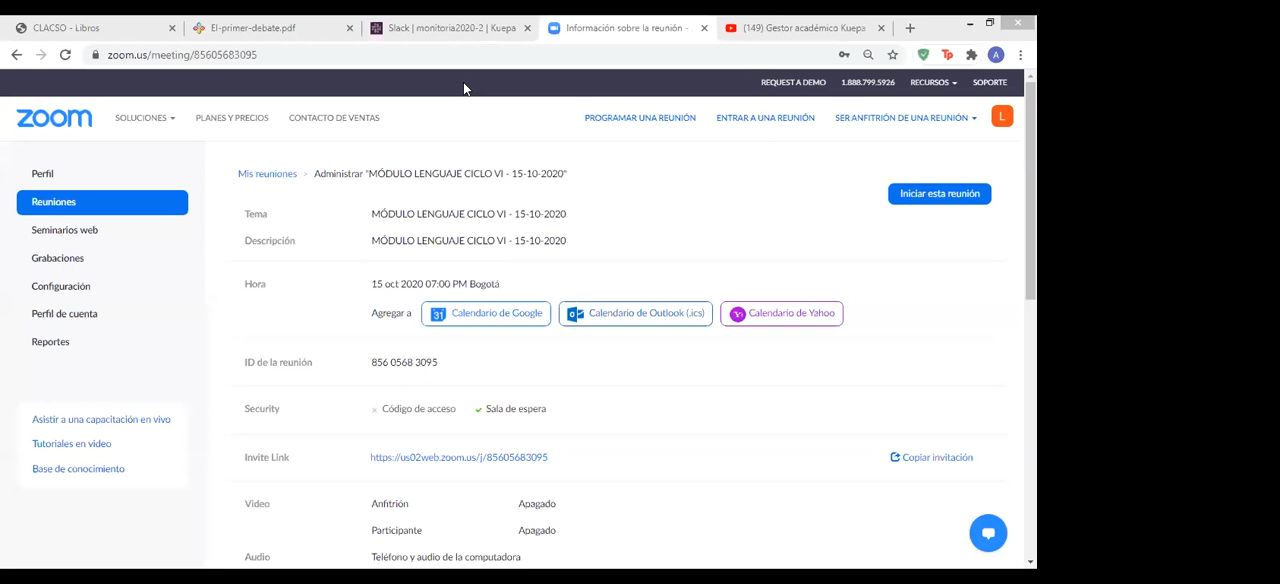 CLACSO - Libros
El-primer-debate.pdf
Slack | monitoria2020-2 | Kuepa
Información sobre la reunión -
(149) Gestor académico Kuepa
zoom.us/meeting/85605683095
Tp
A
REQUEST A DEMO 1.888.799.5926 RECURSOS SOPORTE
zoom SOLUCIONES PLANES Y PRECIOS CONTACTO DE VENTAS PROGRAMAR UNA REUNIÓN ENTRAR A UNA REUNIÓN SER ANFITRIÓN DE UNA REUNIÓN L
Perfil
Reuniones
Seminarios web
Grabaciones
Configuración
Perfil de cuenta
Reportes
Asistir a una capacitación en vivo
Tutoriales en video
Base de conocimiento
Mis reuniones > Administrar "MÓDULO LENGUAJE CICLO VI - 15-10-2020"
Iniciar esta reunión
Tema MÓDULO LENGUAJE CICLO VI - 15-10-2020
Descripción MÓDULO LENGUAJE CICLO VI - 15-10-2020
Hora 15 oct 2020 07:00 PM Bogotá
Agregar a 31 Calendario de Google Calendario de Outlook (.ics) Calendario de Yahoo
ID de la reunión 856 0568 3095
Security Código de acceso Sala de espera
Invite Link https://us02web.zoom.us/j/85605683095 Copiar invitación
Video Anfitrión Apagado
Participante Apagado
Audio Teléfono y audio de la computadora